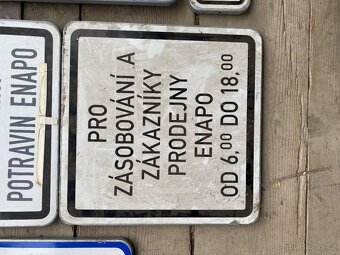 POTRAVIN ENAPO
PRO
ZÁSOBOVÁNÍ A
ZÁKAZNÍKY
PRODEJNY
ENAPO
OD 6,00 DO 18,00